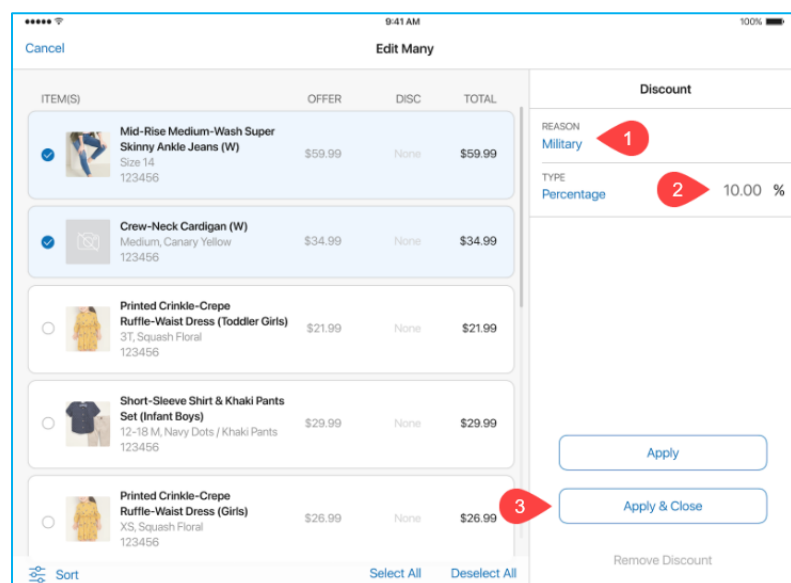 9:41 AM
100%
Cancel
Edit Many
ITEM(S) OFFER DISC TOTAL
Mid-Rise Medium-Wash Super
Skinny Ankle Jeans (W)
Size 14
123456
$59.99 None $59.99
Crew-Neck Cardigan (W)
Medium, Canary Yellow
123456
$34.99 None $34.99
Printed Crinkle-Crepe
Ruffle-Waist Dress (Toddler Girls)
3T, Squash Floral
123456
$21.99 None $21.99
Short-Sleeve Shirt & Khaki Pants
Set (Infant Boys)
12-18 M, Navy Dots / Khaki Pants
123456
$29.99 None $29.99
Printed Crinkle-Crepe
Ruffle-Waist Dress (Girls)
XS, Squash Floral
123456
$26.99 None $26.99
Sort
Select All
Deselect All
Discount
REASON
Military
1
TYPE
Percentage
2
10.00 %
Apply
3
Apply & Close
Remove Discount